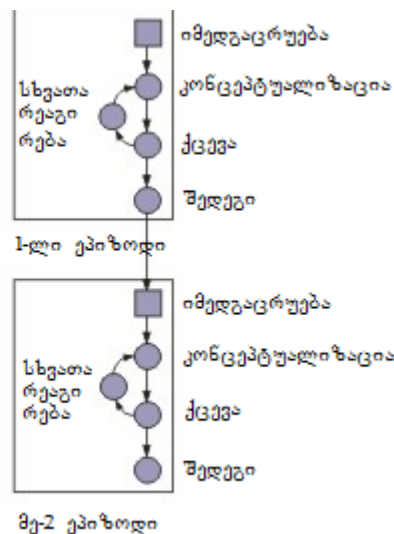 იმედგაცრუება
კონცეპტუალიზაცია
სხვათა
რეაგი
რება
ქცევა
შედეგი
1-ლი ეპიზოდი
იმედგაცრუება
კონცეპტუალიზაცია
სხვათა
რეაგი
რება
ქცევა
შედეგი
მე-2 ეპიზოდი